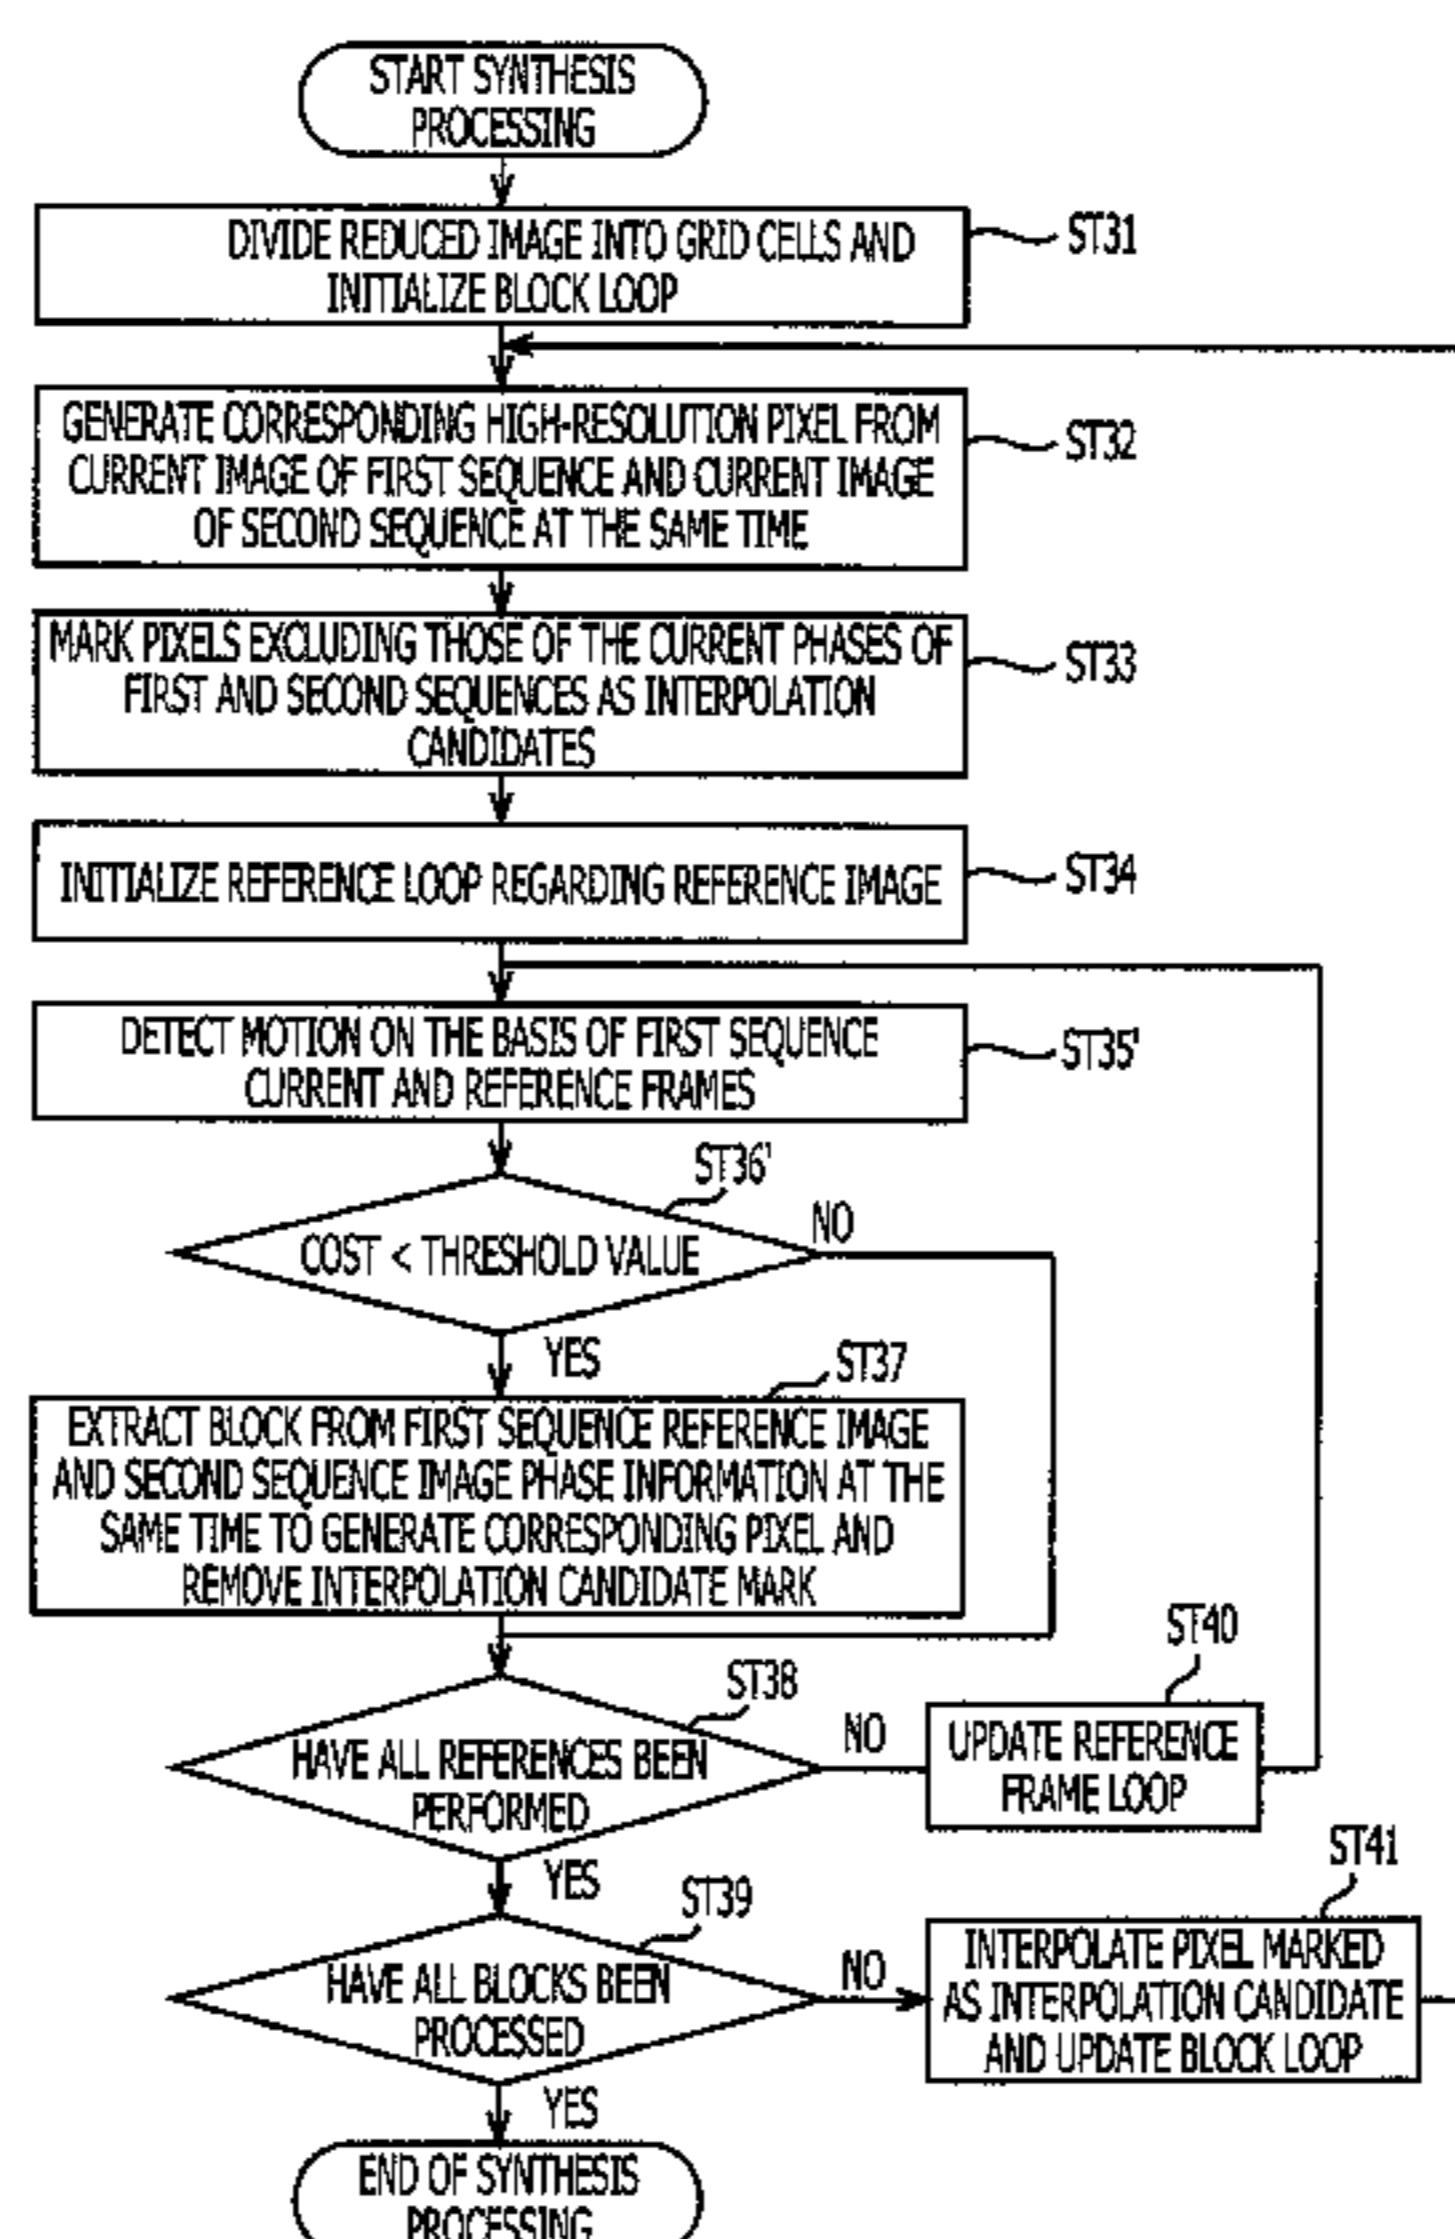 START SYNTHESIS
PROCESSING
DIVIDE REDUCED IMAGE INTO GRID CELLS AND
INITIALIZE BLOCK LOOP
ST31
GENERATE CORRESPONDING HIGH-RESOLUTION PIXEL FROM
CURRENT IMAGE OF FIRST SEQUENCE AND CURRENT IMAGE
OF SECOND SEQUENCE AT THE SAME TIME
ST32
MARK PIXELS EXCLUDING THOSE OF THE CURRENT PHASES OF
FIRST AND SECOND SEQUENCES AS INTERPOLATION
CANDIDATES
ST33
INITIALIZE REFERENCE LOOP REGARDING REFERENCE IMAGE
ST34
DETECT MOTION ON THE BASIS OF FIRST SEQUENCE
CURRENT AND REFERENCE FRAMES
ST35'
ST36'
COST < THRESHOLD VALUE
NO
YES
ST37
EXTRACT BLOCK FROM FIRST SEQUENCE REFERENCE IMAGE
AND SECOND SEQUENCE IMAGE PHASE INFORMATION AT THE
SAME TIME TO GENERATE CORRESPONDING PIXEL AND
REMOVE INTERPOLATION CANDIDATE MARK
ST38
HAVE ALL REFERENCES BEEN
PERFORMED
NO
ST40
UPDATE REFERENCE
FRAME LOOP
YES
ST39
HAVE ALL BLOCKS BEEN
PROCESSED
NO
ST41
INTERPOLATE PIXEL MARKED
AS INTERPOLATION CANDIDATE
AND UPDATE BLOCK LOOP
YES
END OF SYNTHESIS
PROCESSING